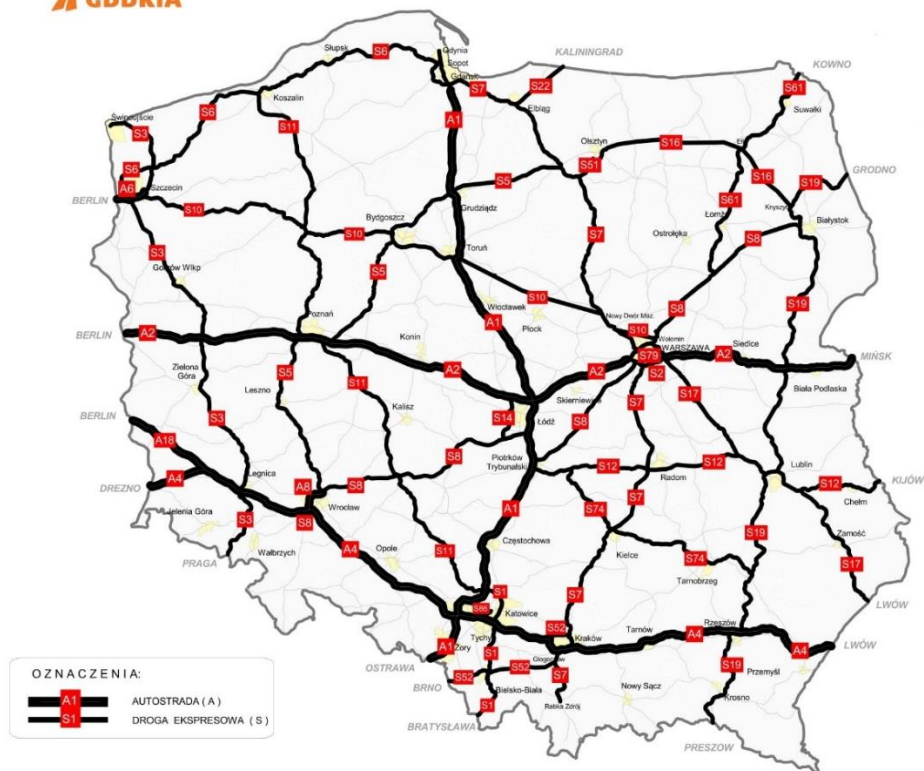 GDDKIA
KALININGRAD
KOWNO
Słupsk
S6
Gdynia
Sopot
Gdańsk
S7
S22
Elbląg
S61
Suwałki
Koszalin
S6
S11
A1
Świnoujście
S3
Olsztyn
S16
S51
S6
Szczecin
A6
BERLIN
S10
S5
Grudziądz
S16
S19
GRODNO
S61
Łomża
Białystok
Bydgoszcz
S10
Ostrołęka
S7
S8
S3
Toruń
S5
S10
Włocławek
Płock
Nowy Dwór Maz.
S8
S19
Poznań
A1
S10
Wołomin
BERLIN
A2
Konin
A2
A2
S79
WARSZAWA
Siedlce
A2
MIŃSK
S2
Biała Podlaska
Zielona
Góra
Leszno
S5
S11
Kalisz
S14
Łódź
Skierniewice
S8
S7
S17
BERLIN
A18
S3
S8
Piotrków
Trybunalski
S12
Radom
S12
Lublin
S12
Chełm
KIJÓW
DREZNO
A4
Legnica
A8
S8
Wrocław
S7
A1
S74
S19
Zamość
Jelenia Góra
S3
S8
Wałbrzych
A4
Opole
S11
Częstochowa
Kielce
S74
Tarnobrzeg
S17
PRAGA
S1
S7
LWÓW
S86
Katowice
Tychy
S52
Kraków
Tarnów
A4
Rzeszów
A4
LWÓW
A1
Żory
S1
OSTRAWA
S52
S52
S7
S19
Przemyśl
BRNO
Bielsko-Biała
Rabka Zdrój
Nowy Sącz
Krosno
S1
BRATYSŁAWA
PRESZOW
OZNACZENIA:
A1 AUTOSTRADA ( A )
S1 DROGA EKSPRESOWA ( S )